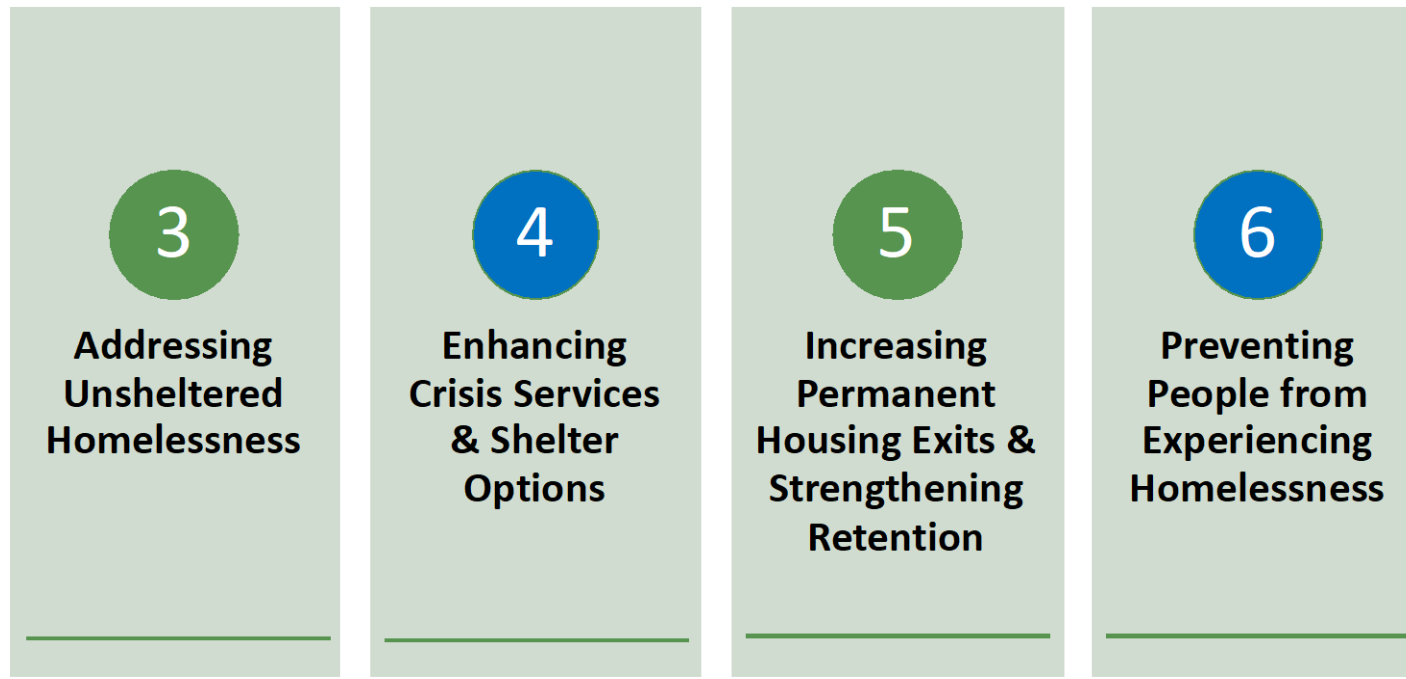 3
Addressing
Unsheltered
Homelessness
4
Enhancing
Crisis Services
& Shelter
Options
5
Increasing
Permanent
Housing Exits &
Strengthening
Retention
6
Preventing
People from
Experiencing
Homelessness